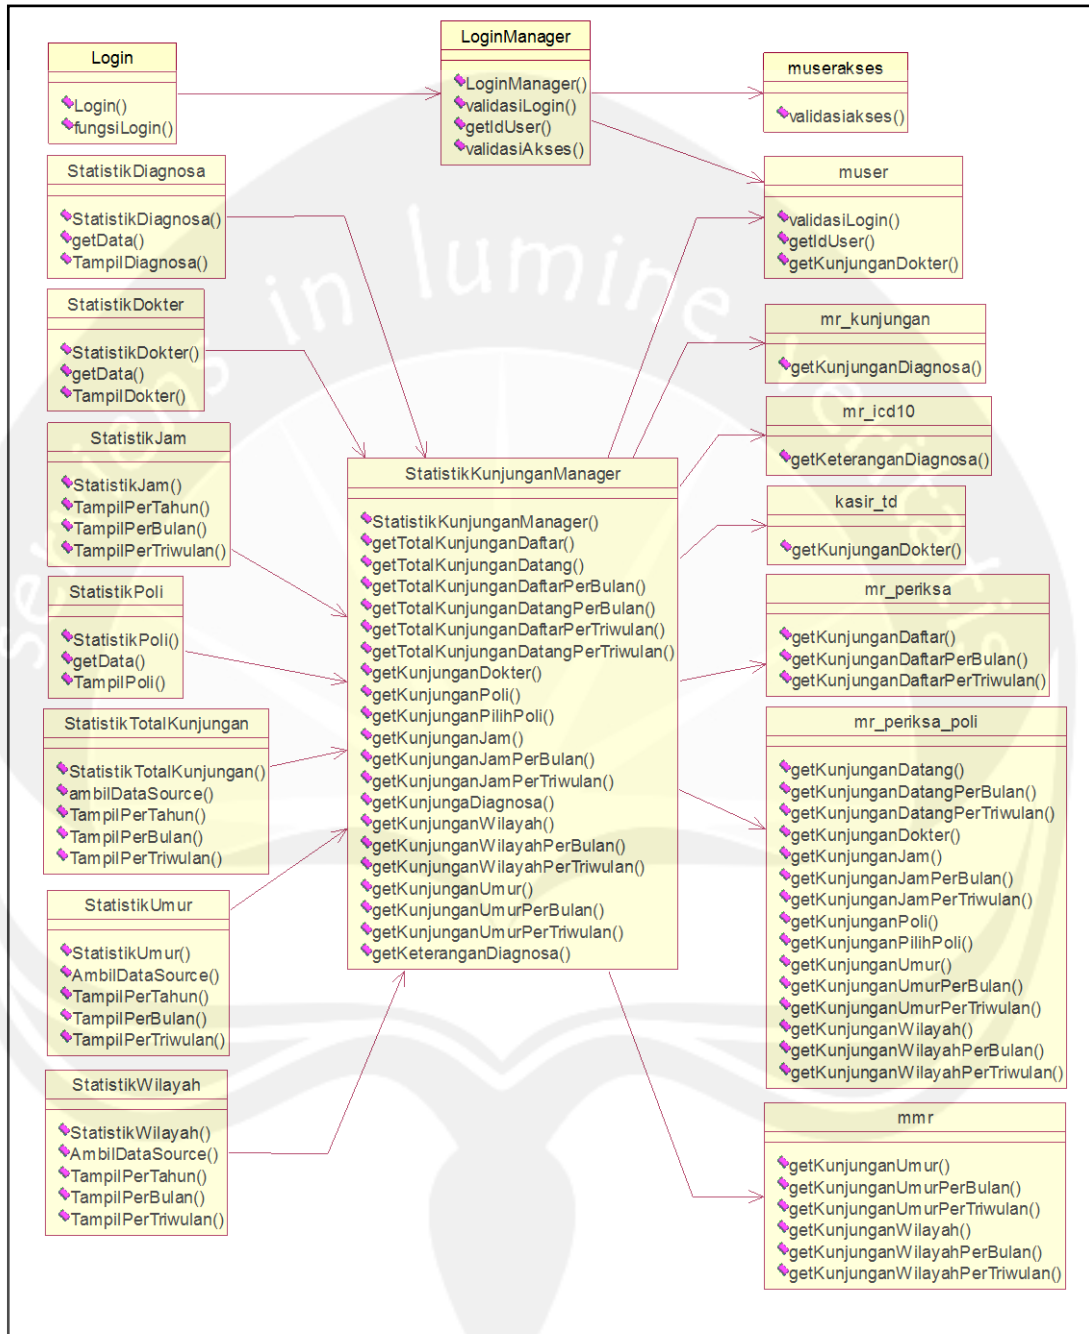 Login
Login()
fungsiLogin()
LoginManager
LoginManager()
validasiLogin()
getIdUser()
validasiAkses()
muserakses
validasiakses()
StatistikDiagnosa
StatistikDiagnosa()
getData()
TampilDiagnosa()
muser
validasiLogin()
getIdUser()
getKunjunganDokter()
StatistikDokter
StatistikDokter()
getData()
TampilDokter()
mr_kunjungan
getKunjunganDiagnosa()
mr_icd10
getKeteranganDiagnosa()
StatistikJam
StatistikJam()
TampilPerTahun()
TampilPerBulan()
TampilPerTriwulan()
StatistikKunjunganManager
StatistikKunjunganManager()
getTotalKunjunganDaftar()
getTotalKunjunganDatang()
getTotalKunjunganDaftarPerBulan()
getTotalKunjunganDatangPerBulan()
getTotalKunjunganDaftarPerTriwulan()
getTotalKunjunganDatangPerTriwulan()
getKunjunganDokter()
getKunjunganPoli()
getKunjunganPilihPoli()
getKunjunganJam()
getKunjunganJamPerBulan()
getKunjunganJamPerTriwulan()
getKunjungaDiagnosa()
getKunjunganWilayah()
getKunjunganWilayahPerBulan()
getKunjunganWilayahPerTriwulan()
getKunjunganUmur()
getKunjunganUmurPerBulan()
getKunjunganUmurPerTriwulan()
getKeteranganDiagnosa()
kasir_td
getKunjunganDokter()
StatistikPoli
StatistikPoli()
getData()
TampilPoli()
mr_periksa
getKunjunganDaftar()
getKunjunganDaftarPerBulan()
getKunjunganDaftarPerTriwulan()
StatistikTotalKunjungan
StatistikTotalKunjungan()
ambilDataSource()
TampilPerTahun()
TampilPerBulan()
TampilPerTriwulan()
mr_periksa_poli
getKunjunganDatang()
getKunjunganDatangPerBulan()
getKunjunganDatangPerTriwulan()
getKunjunganDokter()
getKunjunganJam()
getKunjunganJamPerBulan()
getKunjunganJamPerTriwulan()
getKunjunganPoli()
getKunjunganPilihPoli()
getKunjunganUmur()
getKunjunganUmurPerBulan()
getKunjunganUmurPerTriwulan()
getKunjunganWilayah()
getKunjunganWilayahPerBulan()
getKunjunganWilayahPerTriwulan()
StatistikUmur
StatistikUmur()
AmbilDataSource()
TampilPerTahun()
TampilPerBulan()
TampilPerTriwulan()
StatistikWilayah
StatistikWilayah()
AmbilDataSource()
TampilPerTahun()
TampilPerBulan()
TampilPerTriwulan()
mmr
getKunjunganUmur()
getKunjunganUmurPerBulan()
getKunjunganUmurPerTriwulan()
getKunjunganWilayah()
getKunjunganWilayahPerBulan()
getKunjunganWilayahPerTriwulan()
in lumine